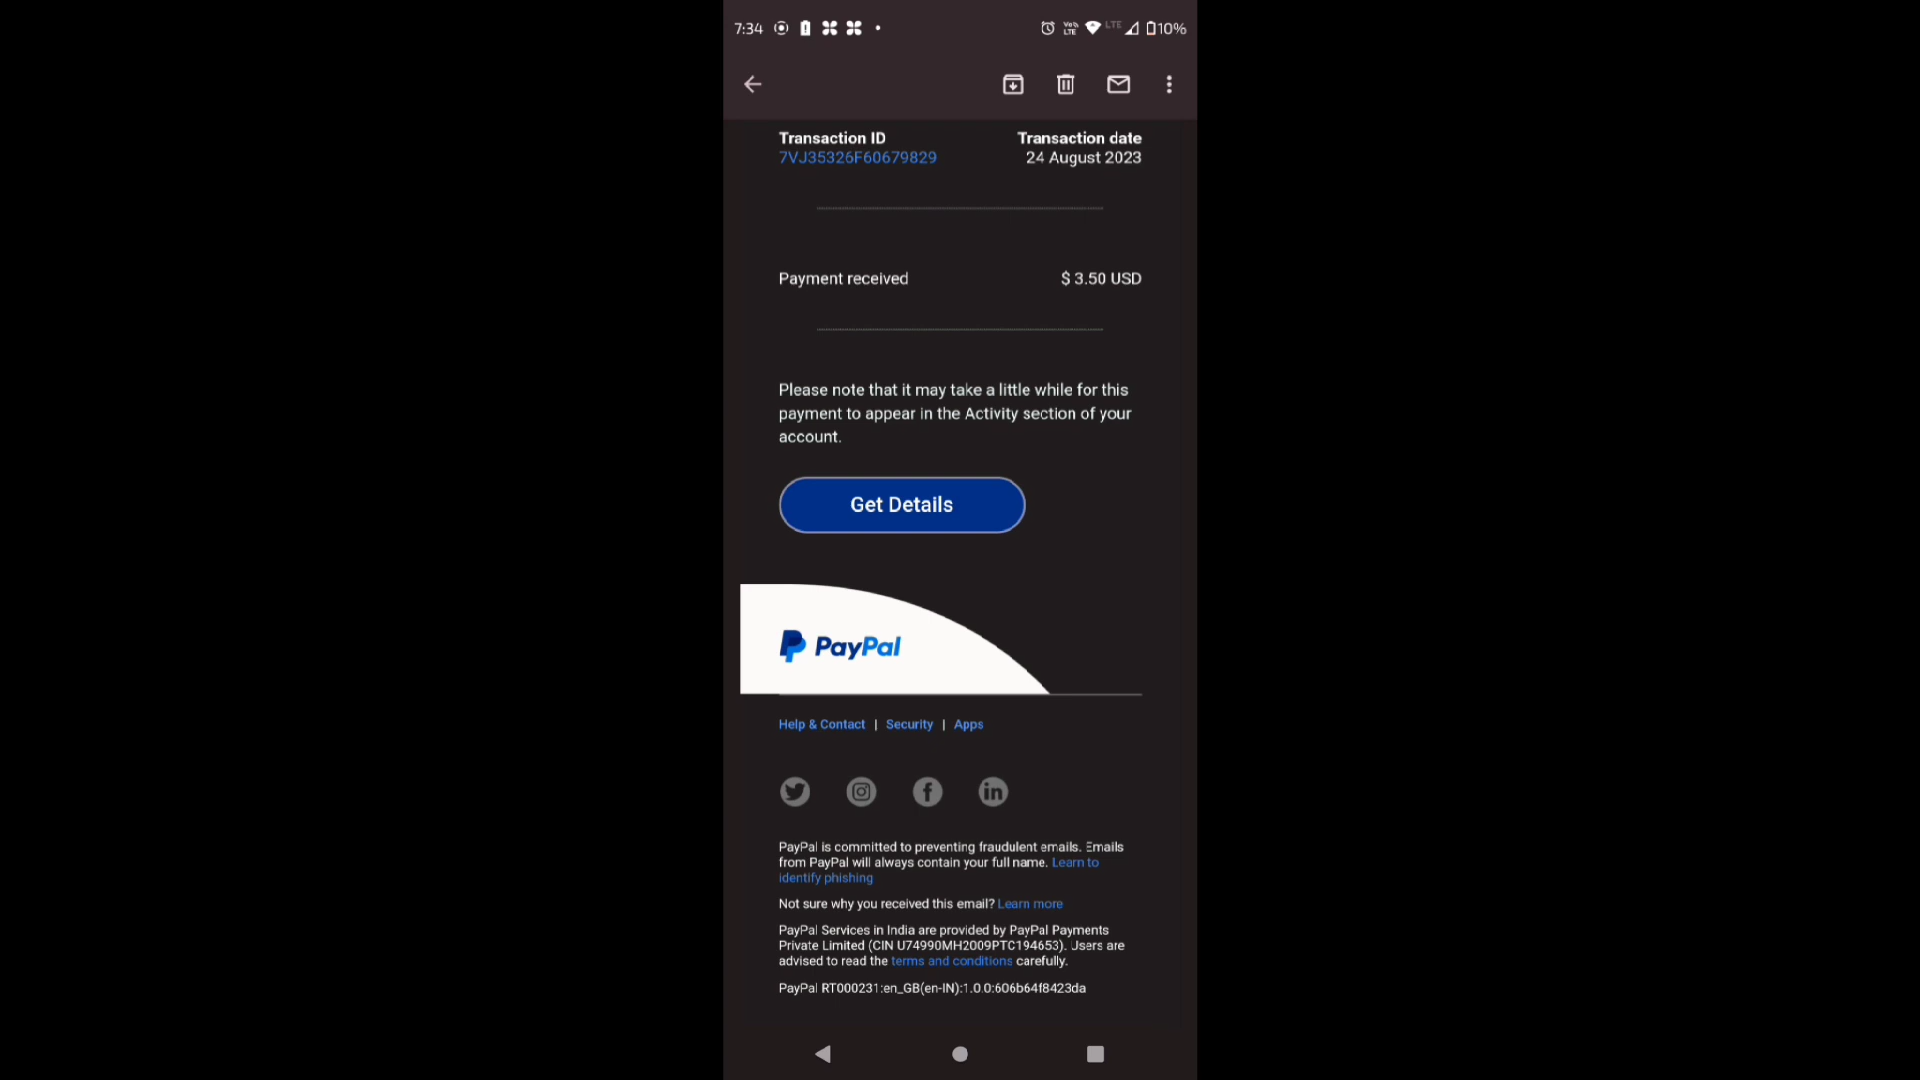 7:34
Vo)) LTE
LTE
10%
Transaction ID
Transaction date
7VJ35326F60679829
24 August 2023
Payment received
$ 3.50 USD
Please note that it may take a little while for this
payment to appear in the Activity section of your
account.
Get Details
PayPal
Help & Contact | Security | Apps
PayPal is committed to preventing fraudulent emails. Emails
from PayPal will always contain your full name. Learn to
identify phishing
Not sure why you received this email? Learn more
PayPal Services in India are provided by PayPal Payments
Private Limited (CIN U74990MH2009PTC194653). Users are
advised to read the terms and conditions carefully.
PayPal RT000231:en_GB(en-IN):1.0.0:606b64f8423da